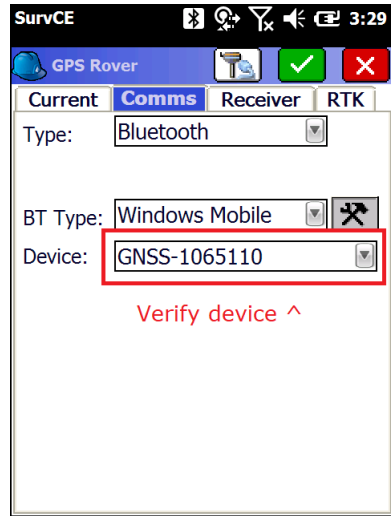 SurvCE 3:29
GPS Rover
Current Comms Receiver RTK
Type: Bluetooth
BT Type: Windows Mobile
Device: GNSS-1065110
Verify device ^